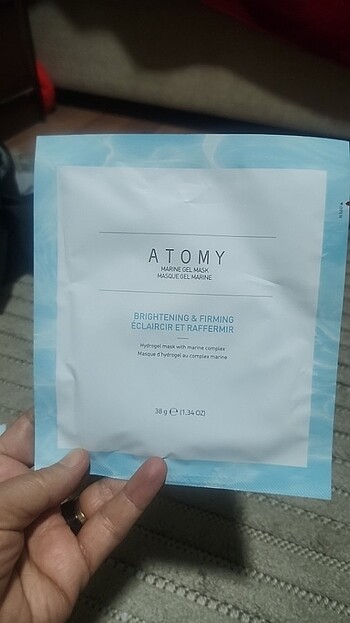 ATOMY
MARINE GEL MASK
MASQUE GEL MARINE
BRIGHTENING & FIRMING
ÉCLAIRCIR ET RAFFERMIR
Hydrogel mask with marine complex
Masque d'hydrogel au complex marine
38 g ℮ (1.34 OZ)